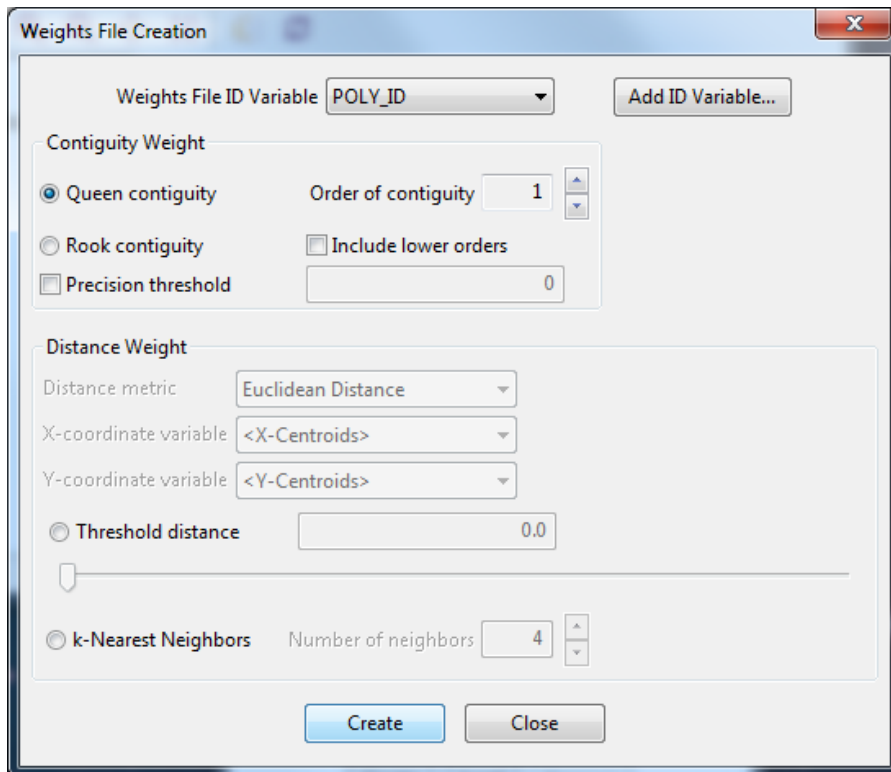 Weights File Creation
Weights File ID Variable POLY_ID Add ID Variable...
Contiguity Weight
Queen contiguity Order of contiguity 1
Rook contiguity Include lower orders
Precision threshold 0
Distance Weight
Distance metric Euclidean Distance
X-coordinate variable <X-Centroids>
Y-coordinate variable <Y-Centroids>
Threshold distance 0.0
k-Nearest Neighbors Number of neighbors 4
Create Close